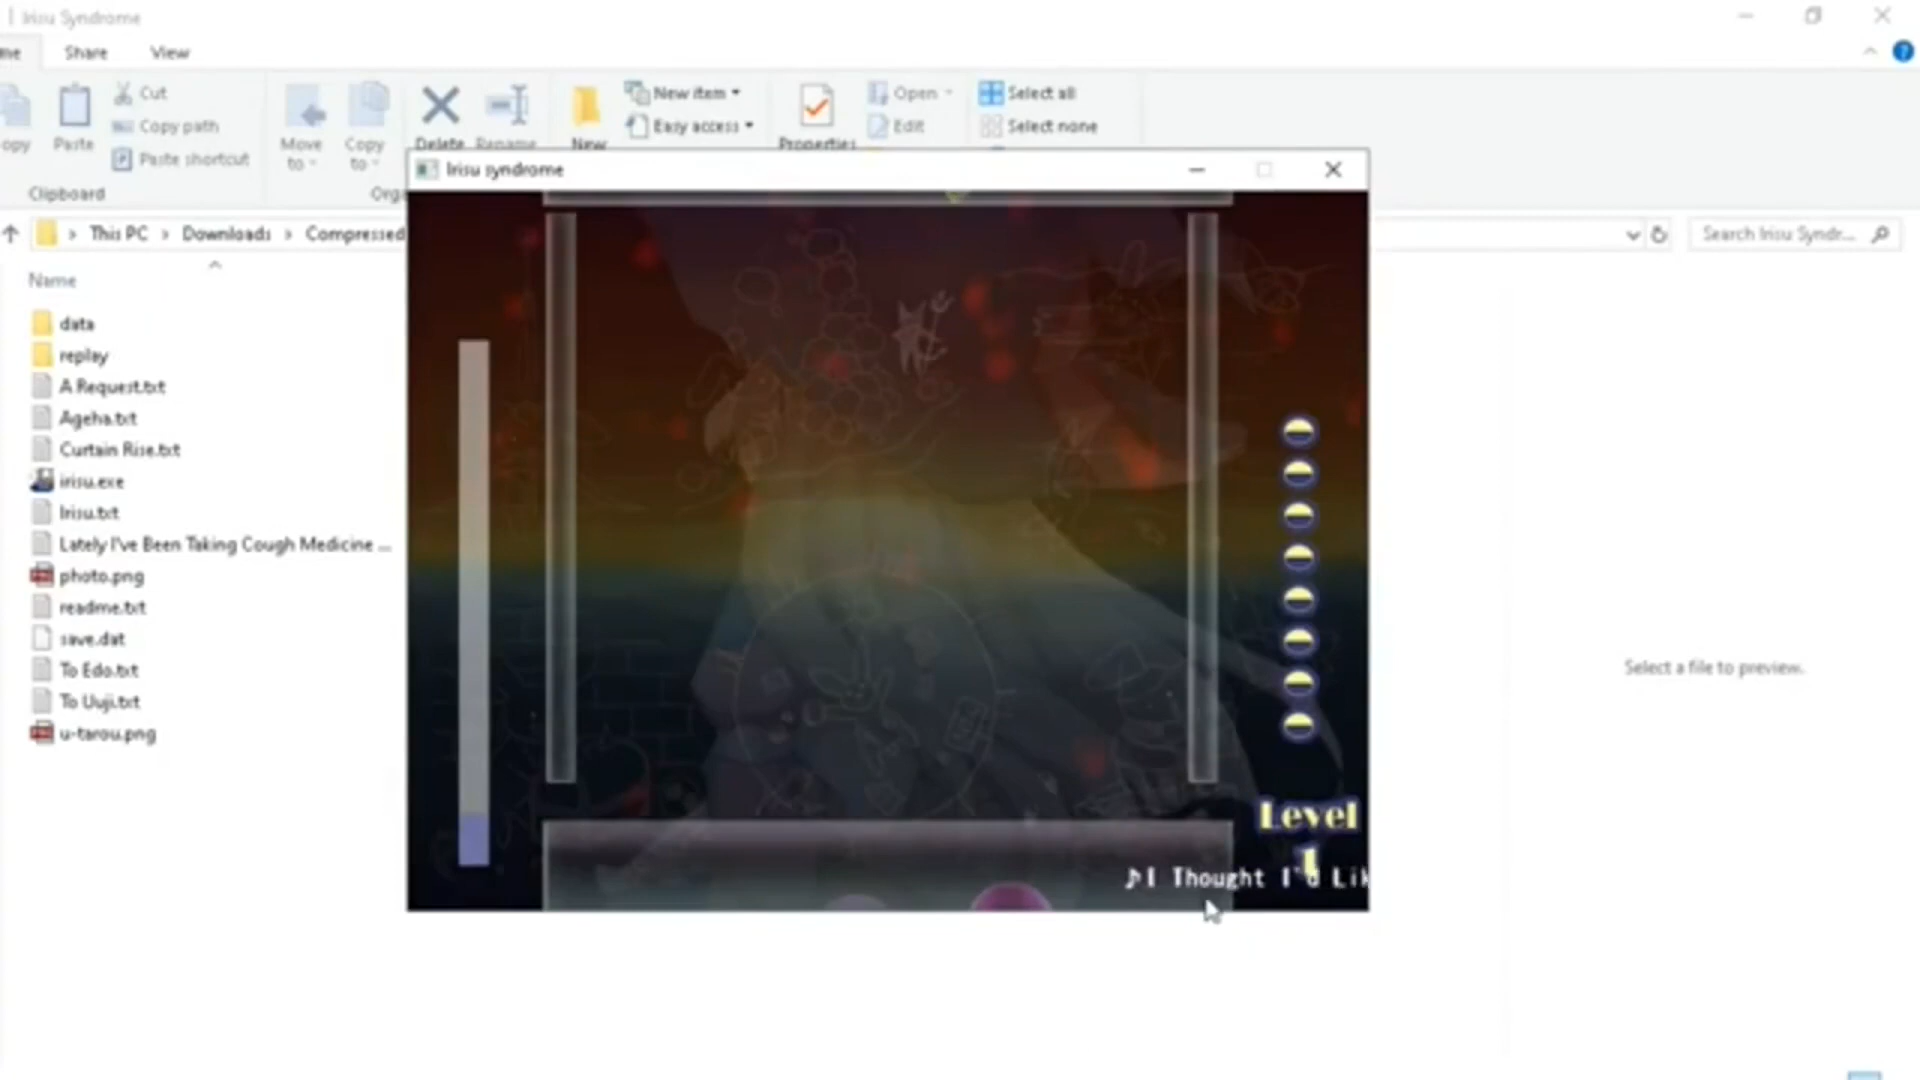 Irisu Syndrome
Share
View
Cut
Copy path
Paste shortcut
Paste
Move to
Copy to
Delete
Rename
New
New item
Easy access
Properties
Open
Edit
Select all
Select none
Clipboard
This PC > Downloads > Compressed
Search Irisu Syndr...
Name
data
replay
A Request.txt
Ageha.txt
Curtain Rise.txt
irisu.exe
Irisu.txt
Lately I've Been Taking Cough Medicine ...
photo.png
readme.txt
save.dat
To Edo.txt
To Uuji.txt
u-tarou.png
Irisu syndrome
Level
1
♪I Thought I'd Lik
Select a file to preview.